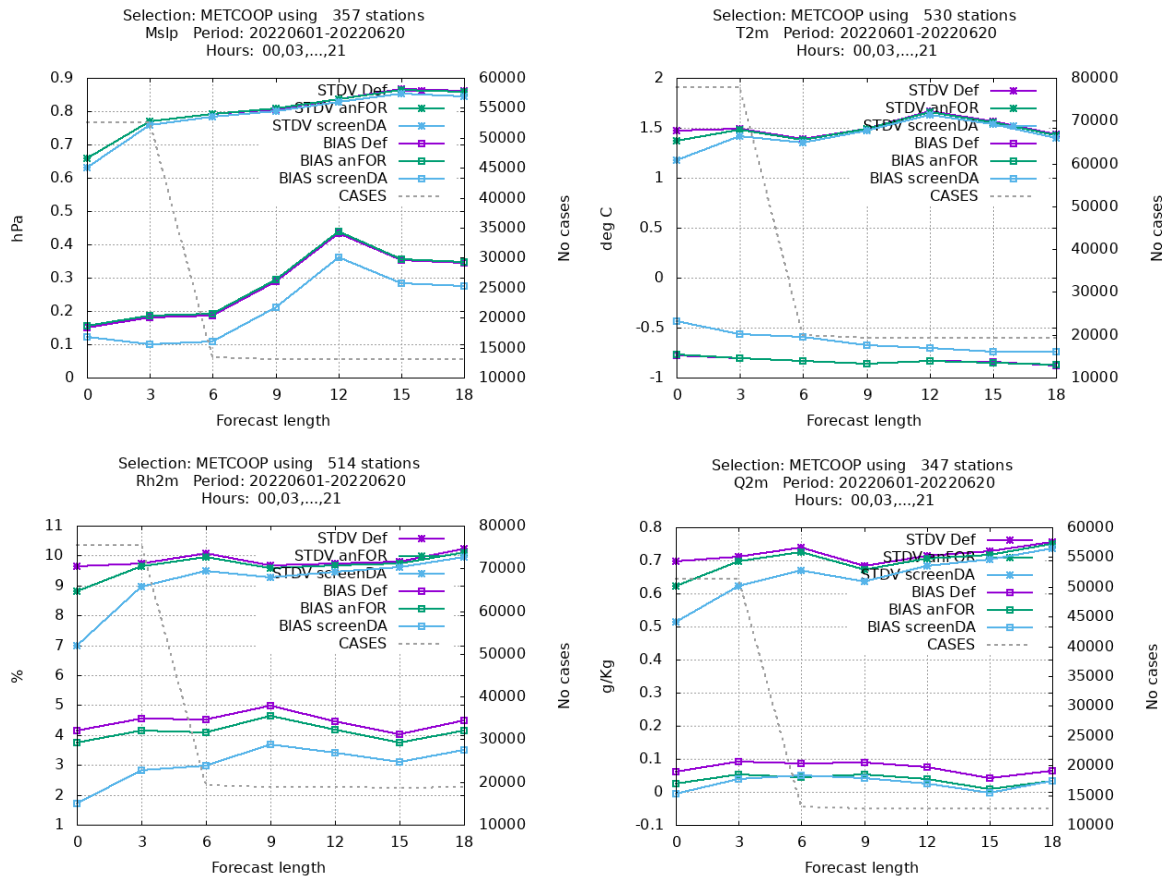 Selection: METCOOP using 357 stations
Mslp Period: 20220601-20220620
Hours: 00,03,...,21
0.9
0.8
0.7
0.6
0.5
0.4
0.3
0.2
0.1
0
hPa
STDV Def
STDV anFOR
STDV screenDA
BIAS Def
BIAS anFOR
BIAS screenDA
CASES
60000
55000
50000
45000
40000
35000
30000
25000
20000
15000
10000
No cases
0 3 6 9 12 15 18
Forecast length
Selection: METCOOP using 530 stations
T2m Period: 20220601-20220620
Hours: 00,03,...,21
2
1.5
1
0.5
0
-0.5
-1
deg C
STDV Def
STDV anFOR
STDV screenDA
BIAS Def
BIAS anFOR
BIAS screenDA
CASES
80000
70000
60000
50000
40000
30000
20000
10000
No cases
0 3 6 9 12 15 18
Forecast length
Selection: METCOOP using 514 stations
Rh2m Period: 20220601-20220620
Hours: 00,03,...,21
11
10
9
8
7
6
5
4
3
2
1
%
STDV Def
STDV anFOR
STDV screenDA
BIAS Def
BIAS anFOR
BIAS screenDA
CASES
80000
70000
60000
50000
40000
30000
20000
10000
No cases
0 3 6 9 12 15 18
Forecast length
Selection: METCOOP using 347 stations
Q2m Period: 20220601-20220620
Hours: 00,03,...,21
0.8
0.7
0.6
0.5
0.4
0.3
0.2
0.1
0
-0.1
g/Kg
STDV Def
STDV anFOR
STDV screenDA
BIAS Def
BIAS anFOR
BIAS screenDA
CASES
60000
55000
50000
45000
40000
35000
30000
25000
20000
15000
10000
No cases
0 3 6 9 12 15 18
Forecast length